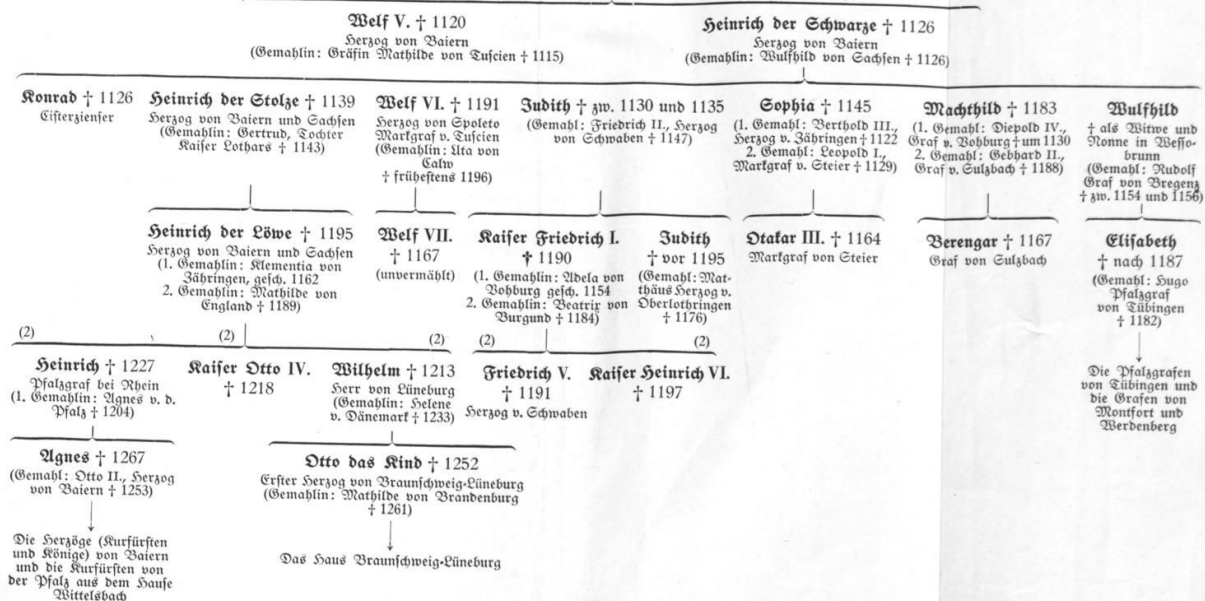 Welf V. † 1120
Herzog von Baiern
(Gemahlin: Gräfin Mathilde von Tuscien † 1115)
Heinrich der Schwarze † 1126
Herzog von Baiern
(Gemahlin: Wulfhild von Sachsen † 1126)
Konrad † 1126
Cisterzienser
Heinrich der Stolze † 1139
Herzog von Baiern und Sachsen
(Gemahlin: Gertrud, Tochter
Kaiser Lothars † 1143)
Welf VI. † 1191
Herzog von Spoleto
Markgraf v. Tuscien
(Gemahlin: Uta von
Calw
† frühestens 1196)
Judith † zw. 1130 und 1135
(Gemahl: Friedrich II., Herzog
von Schwaben † 1147)
Sophia † 1145
(1. Gemahl: Berthold III.,
Herzog v. Zähringen † 1122
2. Gemahl: Leopold I.,
Markgraf v. Steier † 1129)
Machthild † 1183
(1. Gemahl: Diepold IV.,
Graf v. Vohburg † um 1130
2. Gemahl: Gebhard II.,
Graf v. Sulzbach † 1188)
Wulfhild
† als Witwe und
Nonne in Wesso-
brunn
(Gemahl: Rudolf
Graf von Bregenz
† zw. 1154 und 1156)
Heinrich der Löwe † 1195
Herzog von Baiern und Sachsen
(1. Gemahlin: Klementia von
Zähringen, gesch. 1162
2. Gemahlin: Mathilde von
England † 1189)
Welf VII.
† 1167
(unvermählt)
Kaiser Friedrich I.
† 1190
(1. Gemahlin: Adela von
Vohburg gesch. 1154
2. Gemahlin: Beatrix von
Burgund † 1184)
Judith
† vor 1195
(Gemahl: Mat-
thäus Herzog v.
Oberlothringen
† 1176)
Otakar III. † 1164
Markgraf von Steier
Berengar † 1167
Graf von Sulzbach
Elisabeth
† nach 1187
(Gemahl: Hugo
Pfalzgraf
von Tübingen
† 1182)
(2) (2) (2) (2) (2)
Heinrich † 1227
Pfalzgraf bei Rhein
(1. Gemahlin: Agnes v. d.
Pfalz † 1204)
Kaiser Otto IV.
† 1218
Wilhelm † 1213
Herr von Lüneburg
(Gemahlin: Helene
v. Dänemark † 1233)
Friedrich V.
† 1191
Herzog v. Schwaben
Kaiser Heinrich VI.
† 1197
Die Pfalzgrafen
von Tübingen und
die Grafen von
Montfort und
Werdenberg
Agnes † 1267
(Gemahl: Otto II., Herzog
von Baiern † 1253)
Otto das Kind † 1252
Erster Herzog von Braunschweig-Lüneburg
(Gemahlin: Mathilde von Brandenburg
† 1261)
Die Herzöge (Kurfürsten
und Könige) von Baiern
und die Kurfürsten von
der Pfalz aus dem Hause
Wittelsbach
Das Haus Braunschweig-Lüneburg